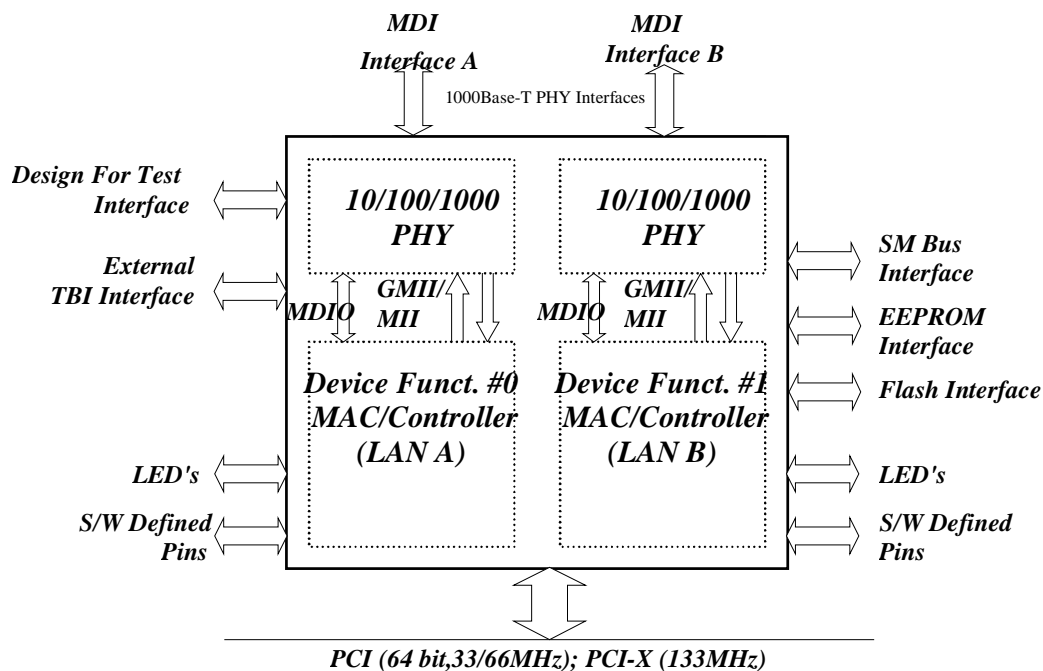 MDI
Interface A
MDI
Interface B
1000Base-T PHY Interfaces
Design For Test
Interface
External
TBI Interface
LED's
S/W Defined
Pins
10/100/1000
PHY
MDIO
GMII/
MII
Device Funct. #0
MAC/Controller
(LAN A)
10/100/1000
PHY
MDIO
GMII/
MII
Device Funct. #1
MAC/Controller
(LAN B)
SM Bus
Interface
EEPROM
Interface
Flash Interface
LED's
S/W Defined
Pins
PCI (64 bit,33/66MHz); PCI-X (133MHz)